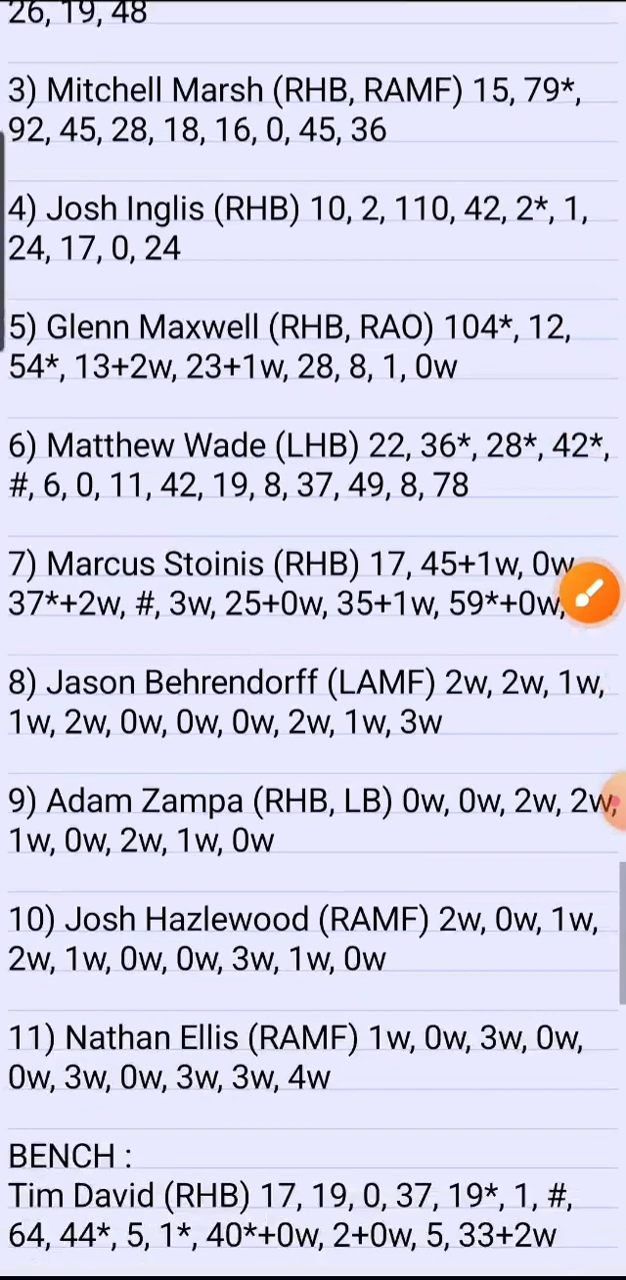 26, 19, 48
3) Mitchell Marsh (RHB, RAMF) 15, 79*,
92, 45, 28, 18, 16, 0, 45, 36
4) Josh Inglis (RHB) 10, 2, 110, 42, 2*, 1,
24, 17, 0, 24
5) Glenn Maxwell (RHB, RAO) 104*, 12,
54*, 13+2w, 23+1w, 28, 8, 1, 0w
6) Matthew Wade (LHB) 22, 36*, 28*, 42*,
#, 6, 0, 11, 42, 19, 8, 37, 49, 8, 78
7) Marcus Stoinis (RHB) 17, 45+1w, 0w
37*+2w, #, 3w, 25+0w, 35+1w, 59*+0w,
8) Jason Behrendorff (LAMF) 2w, 2w, 1w,
1w, 2w, 0w, 0w, 0w, 2w, 1w, 3w
9) Adam Zampa (RHB, LB) 0w, 0w, 2w, 2w,
1w, 0w, 2w, 1w, 0w
10) Josh Hazlewood (RAMF) 2w, 0w, 1w,
2w, 1w, 0w, 0w, 3w, 1w, 0w
11) Nathan Ellis (RAMF) 1w, 0w, 3w, 0w,
0w, 3w, 0w, 3w, 3w, 4w
BENCH :
Tim David (RHB) 17, 19, 0, 37, 19*, 1, #,
64, 44*, 5, 1*, 40*+0w, 2+0w, 5, 33+2w